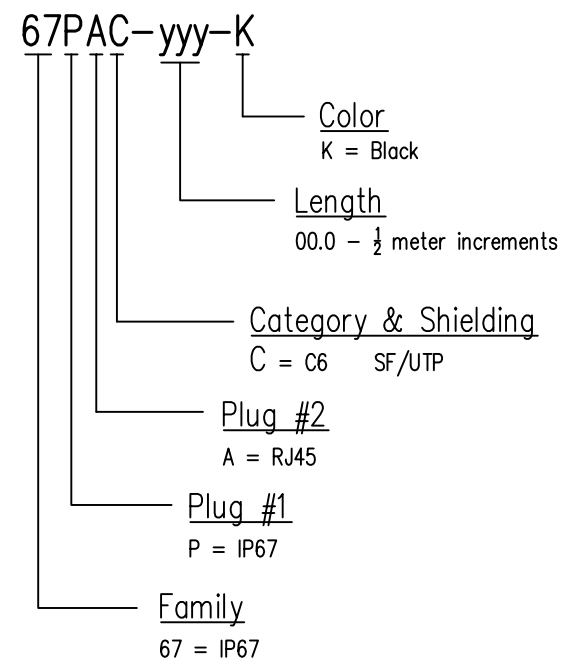 67PAC-yyy-K
Color
K = Black
Length
00.0 - ½ meter increments
Category & Shielding
C = C6 SF/UTP
Plug #2
A = RJ45
Plug #1
P = IP67
Family
67 = IP67